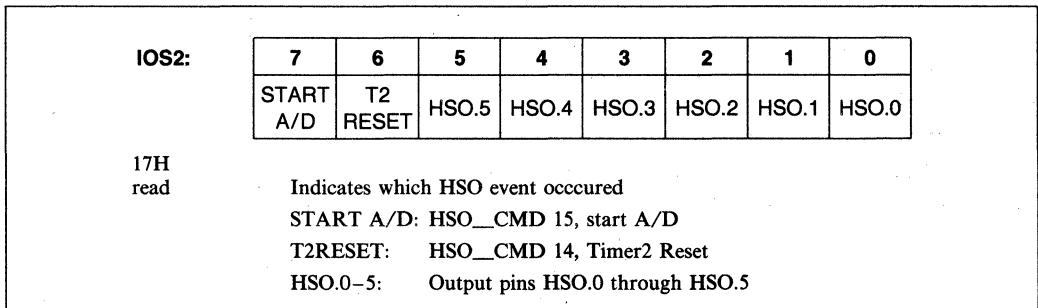 IOS2: 7 6 5 4 3 2 1 0
START A/D T2 RESET HSO.5 HSO.4 HSO.3 HSO.2 HSO.1 HSO.0
17H
read Indicates which HSO event occcured
START A/D: HSO__CMD 15, start A/D
T2RESET: HSO__CMD 14, Timer2 Reset
HSO.0–5: Output pins HSO.0 through HSO.5